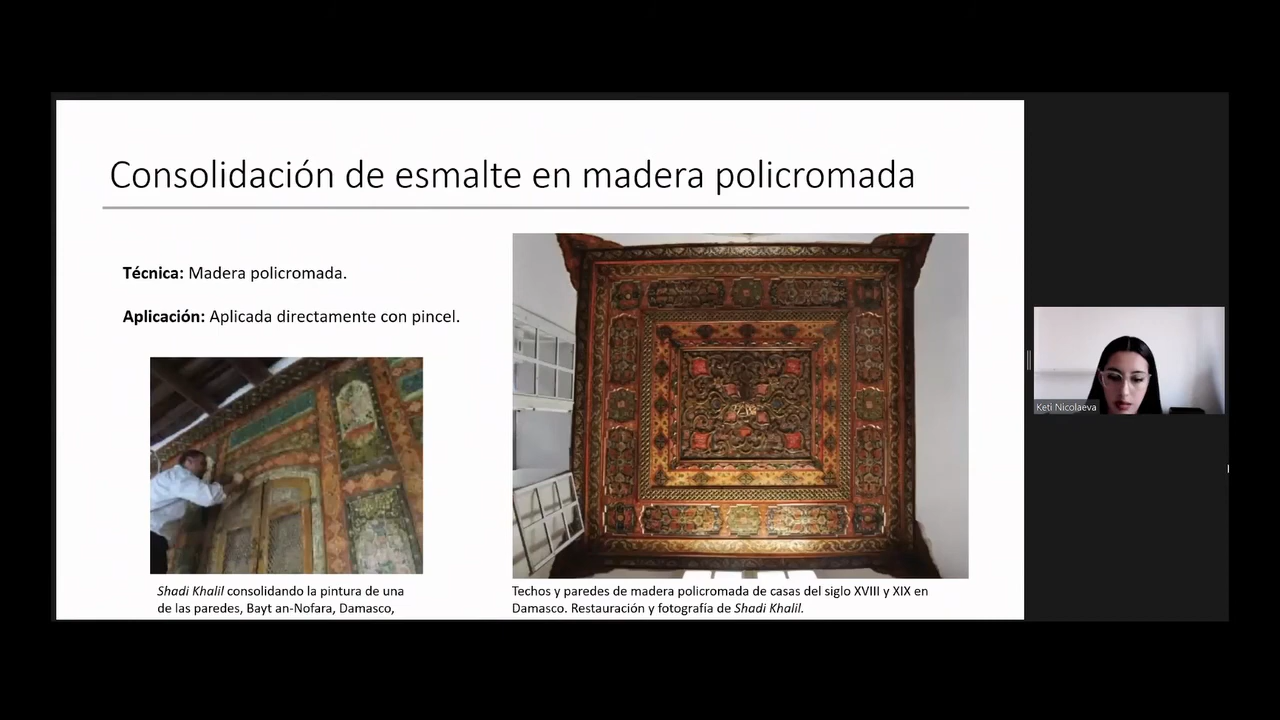 Consolidación de esmalte en madera policromada
Técnica: Madera policromada.
Aplicación: Aplicada directamente con pincel.
Shadi Khalil consolidando la pintura de una
de las paredes, Bayt an-Nofara, Damasco,
Techos y paredes de madera policromada de casas del siglo XVIII y XIX en
Damasco. Restauración y fotografía de Shadi Khalil.
Keti Nicolaeva